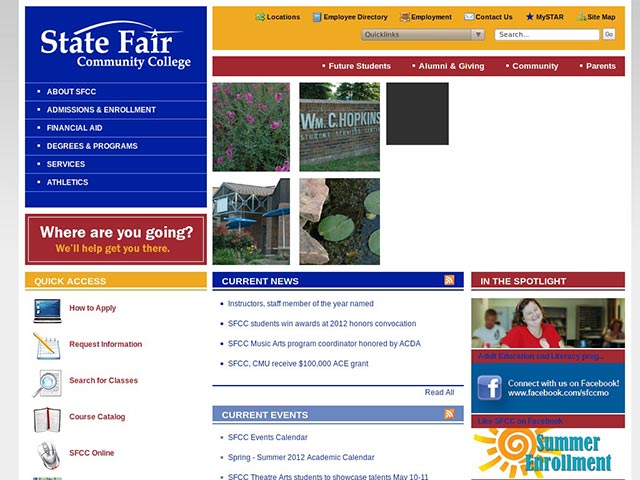 State Fair
Community College
ABOUT SFCC
ADMISSIONS & ENROLLMENT
FINANCIAL AID
DEGREES & PROGRAMS
SERVICES
ATHLETICS
Where are you going?
We'll help get you there.
Locations
Employee Directory
Employment
Contact Us
MySTAR
Site Map
Quicklinks
Search...
Go
Future Students
Alumni & Giving
Community
Parents
WM. C. HOPKINS
STUDENT SERVICES CENTER
QUICK ACCESS
How to Apply
Request Information
Search for Classes
Course Catalog
SFCC Online
CURRENT NEWS
Instructors, staff member of the year named
SFCC students win awards at 2012 honors convocation
SFCC Music Arts program coordinator honored by ACDA
SFCC, CMU receive $100,000 ACE grant
Read All
CURRENT EVENTS
SFCC Events Calendar
Spring - Summer 2012 Academic Calendar
SFCC Theatre Arts students to showcase talents May 10-11
IN THE SPOTLIGHT
Adult Education and Literacy prog...
Connect with us on Facebook!
www.facebook.com/sfccmo
Like SFCC on Facebook
Summer
Enrollment